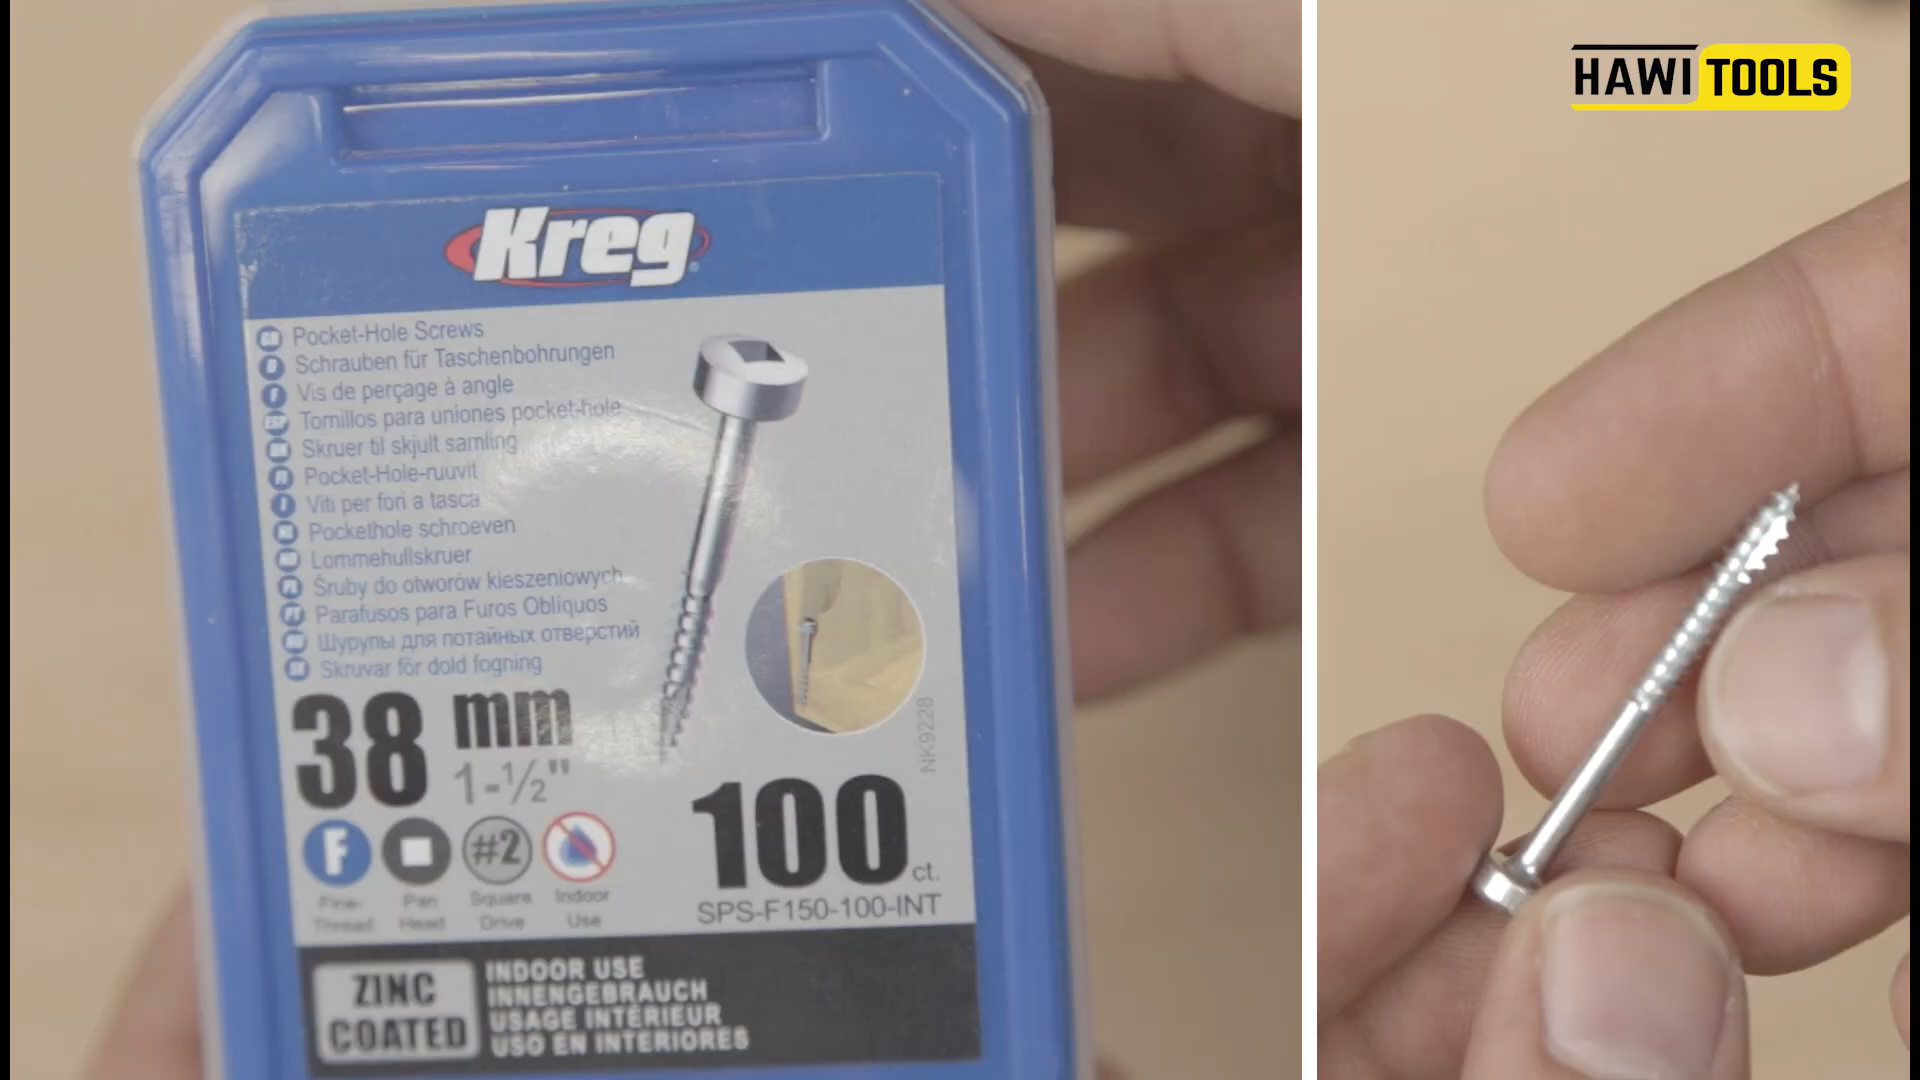 HAWI TOOLS
Kreg
Pocket-Hole Screws
Schrauben für Taschenbohrungen
Vis de perçage à angle
Tornillos para uniones pocket-hole
Skruer til skjult samling
Pocket-Hole-ruuvit
Viti per fori a tasca
Pockethole schroeven
Lommehullskruer
Śruby do otworów kieszeniowych
Parafusos para Furos Oblíquos
Шурупы для потайных отверстий
Skruvar för dold fogning
38 mm
1-½"
NK9228
100 ct.
SPS-F150-100-INT
F
#2
Fine-Thread
Pan Head
Square Drive
Indoor Use
ZINC COATED
INDOOR USE
INNENGEBRAUCH
USAGE INTÉRIEUR
USO EN INTERIORES